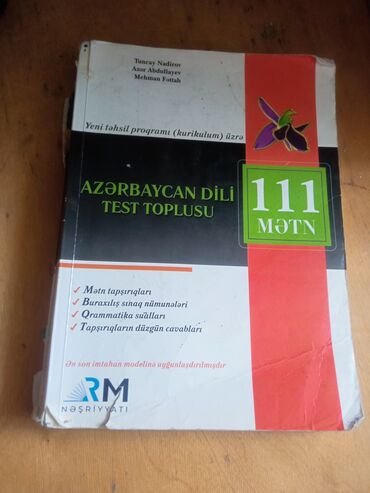 Tuncay Nadirov
Azər Abdullayev
Mehman Fəttah
Yeni təhsil proqramı (kurikulum) üzrə
AZƏRBAYCAN DİLİ
TEST TOPLUSU
111
MƏTN
Mətn tapşırıqları
Buraxılış sınaq nümunələri
Qrammatika sualları
Tapşırıqların düzgün cavabları
Ən son imtahan modelinə uyğunlaşdırılmışdır
RM
NƏŞRİYYATI